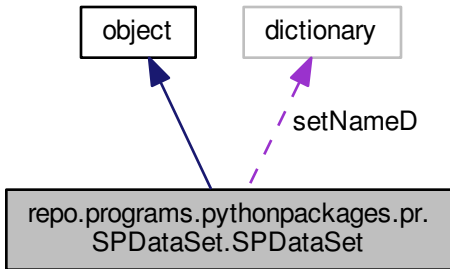 object
dictionary
setNameD
repo.programs.pythonpackages.pr.
SPDataSet.SPDataSet